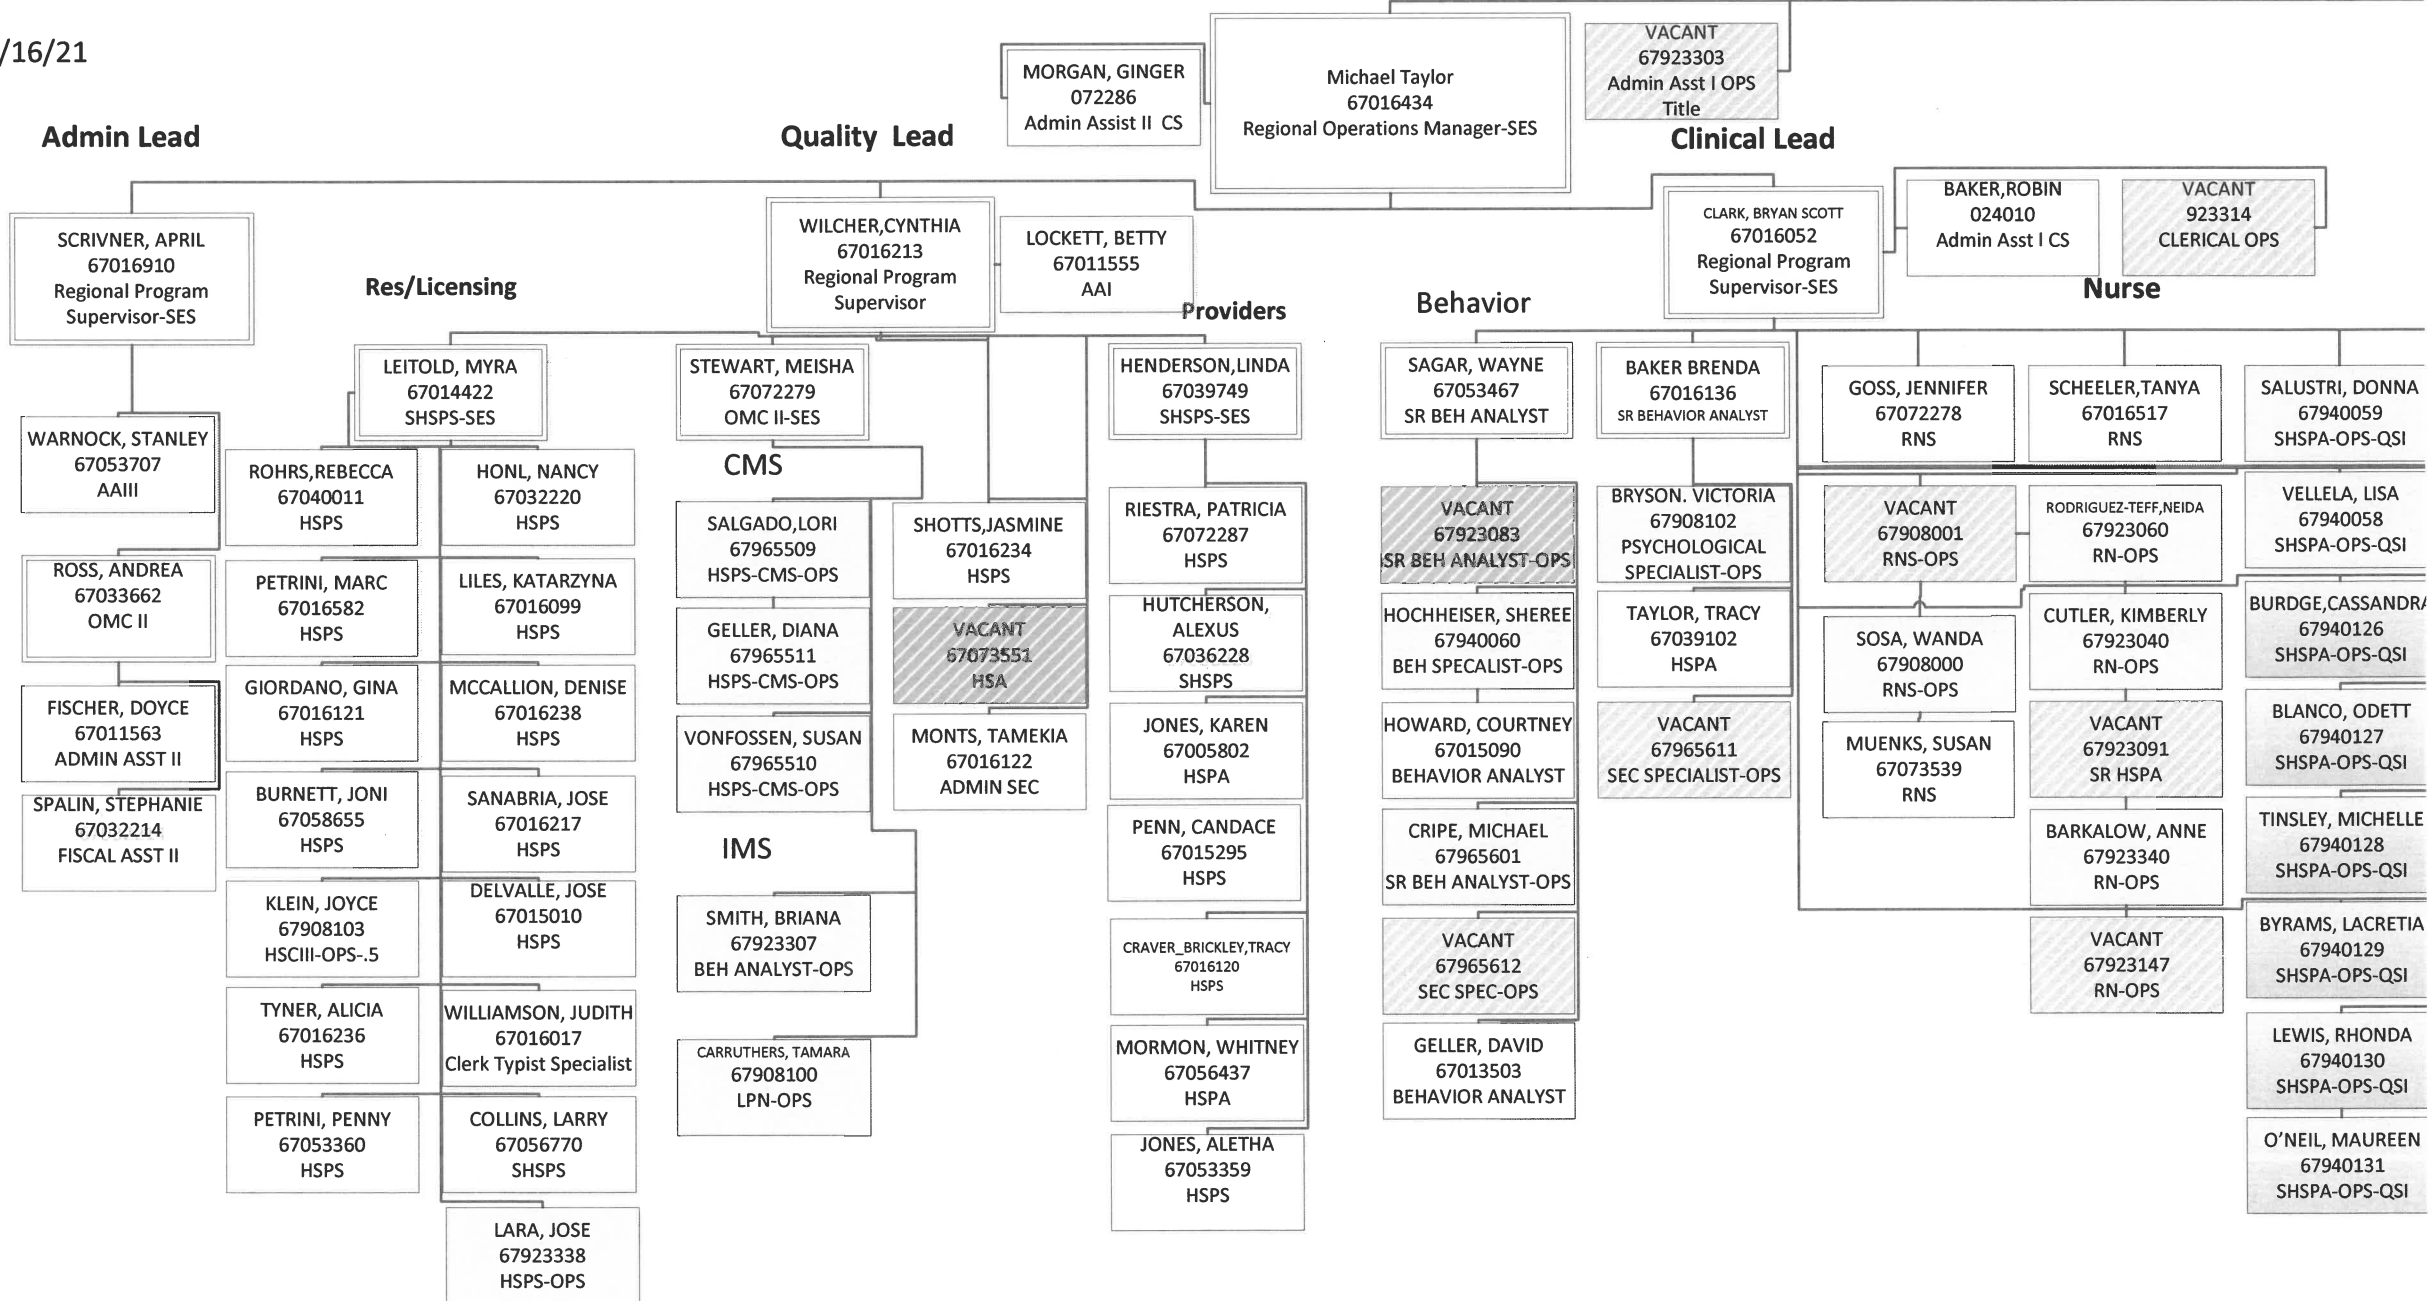 /16/21
MORGAN, GINGER
072286
Admin Assist II CS
Michael Taylor
67016434
Regional Operations Manager-SES
VACANT
67923303
Admin Asst I OPS
Title
Admin Lead
Quality Lead
Clinical Lead
SCRIVNER, APRIL
67016910
Regional Program
Supervisor-SES
WILCHER,CYNTHIA
67016213
Regional Program
Supervisor
LOCKETT, BETTY
67011555
AAI
CLARK, BRYAN SCOTT
67016052
Regional Program
Supervisor-SES
BAKER,ROBIN
024010
Admin Asst I CS
VACANT
923314
CLERICAL OPS
Res/Licensing
Providers
Behavior
Nurse
WARNOCK, STANLEY
67053707
AAIII
ROSS, ANDREA
67033662
OMC II
FISCHER, DOYCE
67011563
ADMIN ASST II
SPALIN, STEPHANIE
67032214
FISCAL ASST II
LEITOLD, MYRA
67014422
SHSPS-SES
ROHRS,REBECCA
67040011
HSPS
HONL, NANCY
67032220
HSPS
PETRINI, MARC
67016582
HSPS
LILES, KATARZYNA
67016099
HSPS
GIORDANO, GINA
67016121
HSPS
MCCALLION, DENISE
67016238
HSPS
BURNETT, JONI
67058655
HSPS
SANABRIA, JOSE
67016217
HSPS
KLEIN, JOYCE
67908103
HSCIII-OPS-.5
DELVALLE, JOSE
67015010
HSPS
TYNER, ALICIA
67016236
HSPS
WILLIAMSON, JUDITH
67016017
Clerk Typist Specialist
PETRINI, PENNY
67053360
HSPS
COLLINS, LARRY
67056770
SHSPS
LARA, JOSE
67923338
HSPS-OPS
STEWART, MEISHA
67072279
OMC II-SES
CMS
SALGADO,LORI
67965509
HSPS-CMS-OPS
GELLER, DIANA
67965511
HSPS-CMS-OPS
VONFOSSEN, SUSAN
67965510
HSPS-CMS-OPS
IMS
SMITH, BRIANA
67923307
BEH ANALYST-OPS
CARRUTHERS, TAMARA
67908100
LPN-OPS
SHOTTS,JASMINE
67016234
HSPS
VACANT
67073551
HSA
MONTS, TAMEKIA
67016122
ADMIN SEC
HENDERSON,LINDA
67039749
SHSPS-SES
RIESTRA, PATRICIA
67072287
HSPS
HUTCHERSON,
ALEXUS
67036228
SHSPS
JONES, KAREN
67005802
HSPA
PENN, CANDACE
67015295
HSPS
CRAVER_BRICKLEY,TRACY
67016120
HSPS
MORMON, WHITNEY
67056437
HSPA
JONES, ALETHA
67053359
HSPS
SAGAR, WAYNE
67053467
SR BEH ANALYST
VACANT
67923083
SR BEH ANALYST-OPS
HOCHHEISER, SHEREE
67940060
BEH SPECALIST-OPS
HOWARD, COURTNEY
67015090
BEHAVIOR ANALYST
CRIPE, MICHAEL
67965601
SR BEH ANALYST-OPS
VACANT
67965612
SEC SPEC-OPS
GELLER, DAVID
67013503
BEHAVIOR ANALYST
BAKER BRENDA
67016136
SR BEHAVIOR ANALYST
BRYSON. VICTORIA
67908102
PSYCHOLOGICAL
SPECIALIST-OPS
TAYLOR, TRACY
67039102
HSPA
VACANT
67965611
SEC SPECIALIST-OPS
GOSS, JENNIFER
67072278
RNS
VACANT
67908001
RNS-OPS
SOSA, WANDA
67908000
RNS-OPS
MUENKS, SUSAN
67073539
RNS
SCHEELER,TANYA
67016517
RNS
RODRIGUEZ-TEFF,NEIDA
67923060
RN-OPS
CUTLER, KIMBERLY
67923040
RN-OPS
VACANT
67923091
SR HSPA
BARKALOW, ANNE
67923340
RN-OPS
VACANT
67923147
RN-OPS
SALUSTRI, DONNA
67940059
SHSPA-OPS-QSI
VELLELA, LISA
67940058
SHSPA-OPS-QSI
BURDGE,CASSANDRA
67940126
SHSPA-OPS-QSI
BLANCO, ODETT
67940127
SHSPA-OPS-QSI
TINSLEY, MICHELLE
67940128
SHSPA-OPS-QSI
BYRAMS, LACRETIA
67940129
SHSPA-OPS-QSI
LEWIS, RHONDA
67940130
SHSPA-OPS-QSI
O'NEIL, MAUREEN
67940131
SHSPA-OPS-QSI